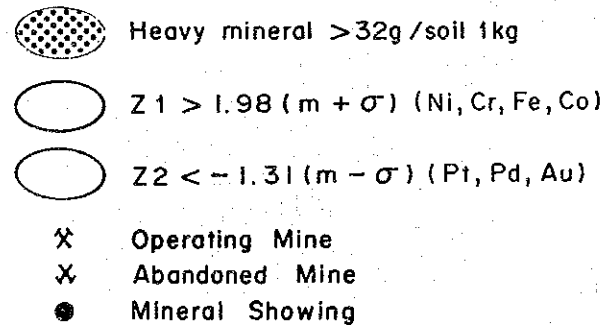 Heavy mineral >32g/soil 1kg
Z1 > 1.98 (m + σ) (Ni, Cr, Fe, Co)
Z2 < -1.31 (m - σ) (Pt, Pd, Au)
Operating Mine
Abandoned Mine
Mineral Showing